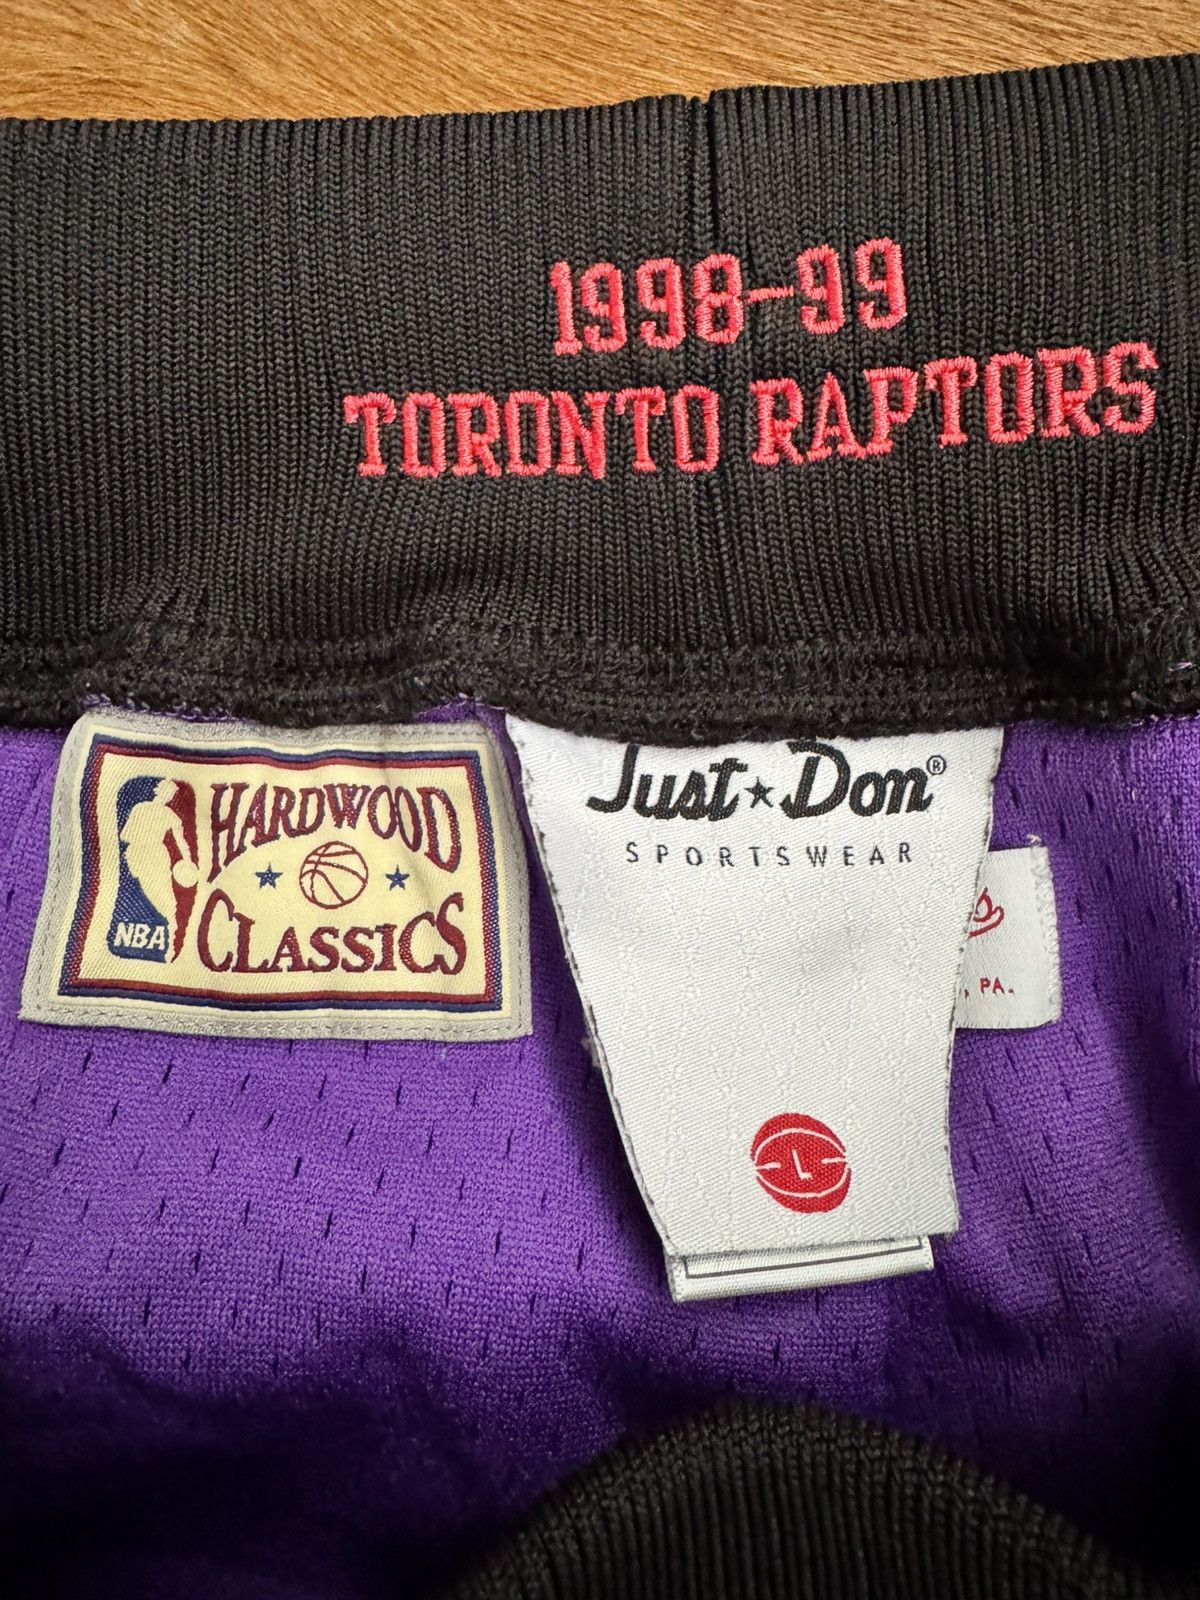 1998-99
TORONTO RAPTORS
HARDWOOD
NBA
CLASSICS
Just★Don®
SPORTSWEAR
, PA.
L